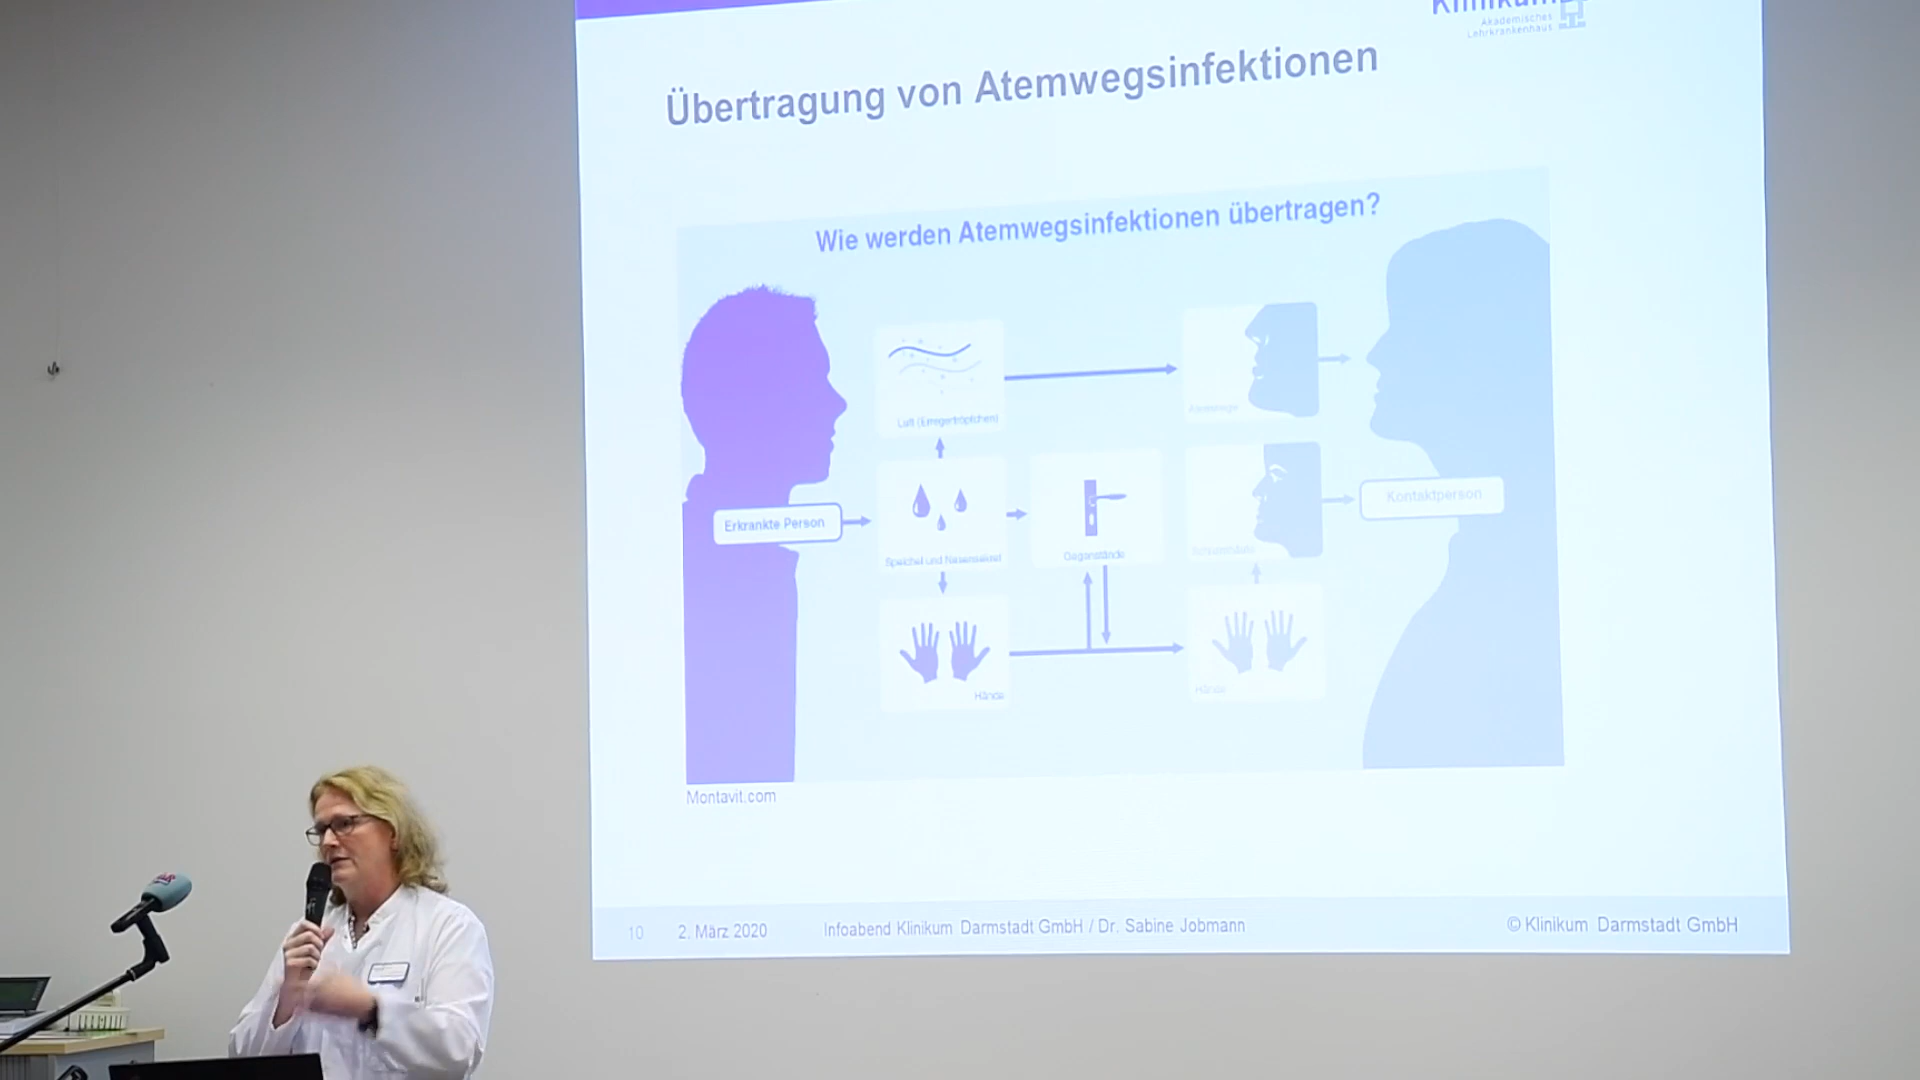 Klinikum
Akademisches
Lehrkrankenhaus
Übertragung von Atemwegsinfektionen
Wie werden Atemwegsinfektionen übertragen?
Luft (Erregertröpfchen)
Atemwege
Erkrankte Person
Speichel und Nasensekret
Gegenstände
Schleimhäute
Kontaktperson
Hände
Hände
Montavit.com
10
2. März 2020
Infoabend Klinikum Darmstadt GmbH / Dr. Sabine Jobmann
© Klinikum Darmstadt GmbH